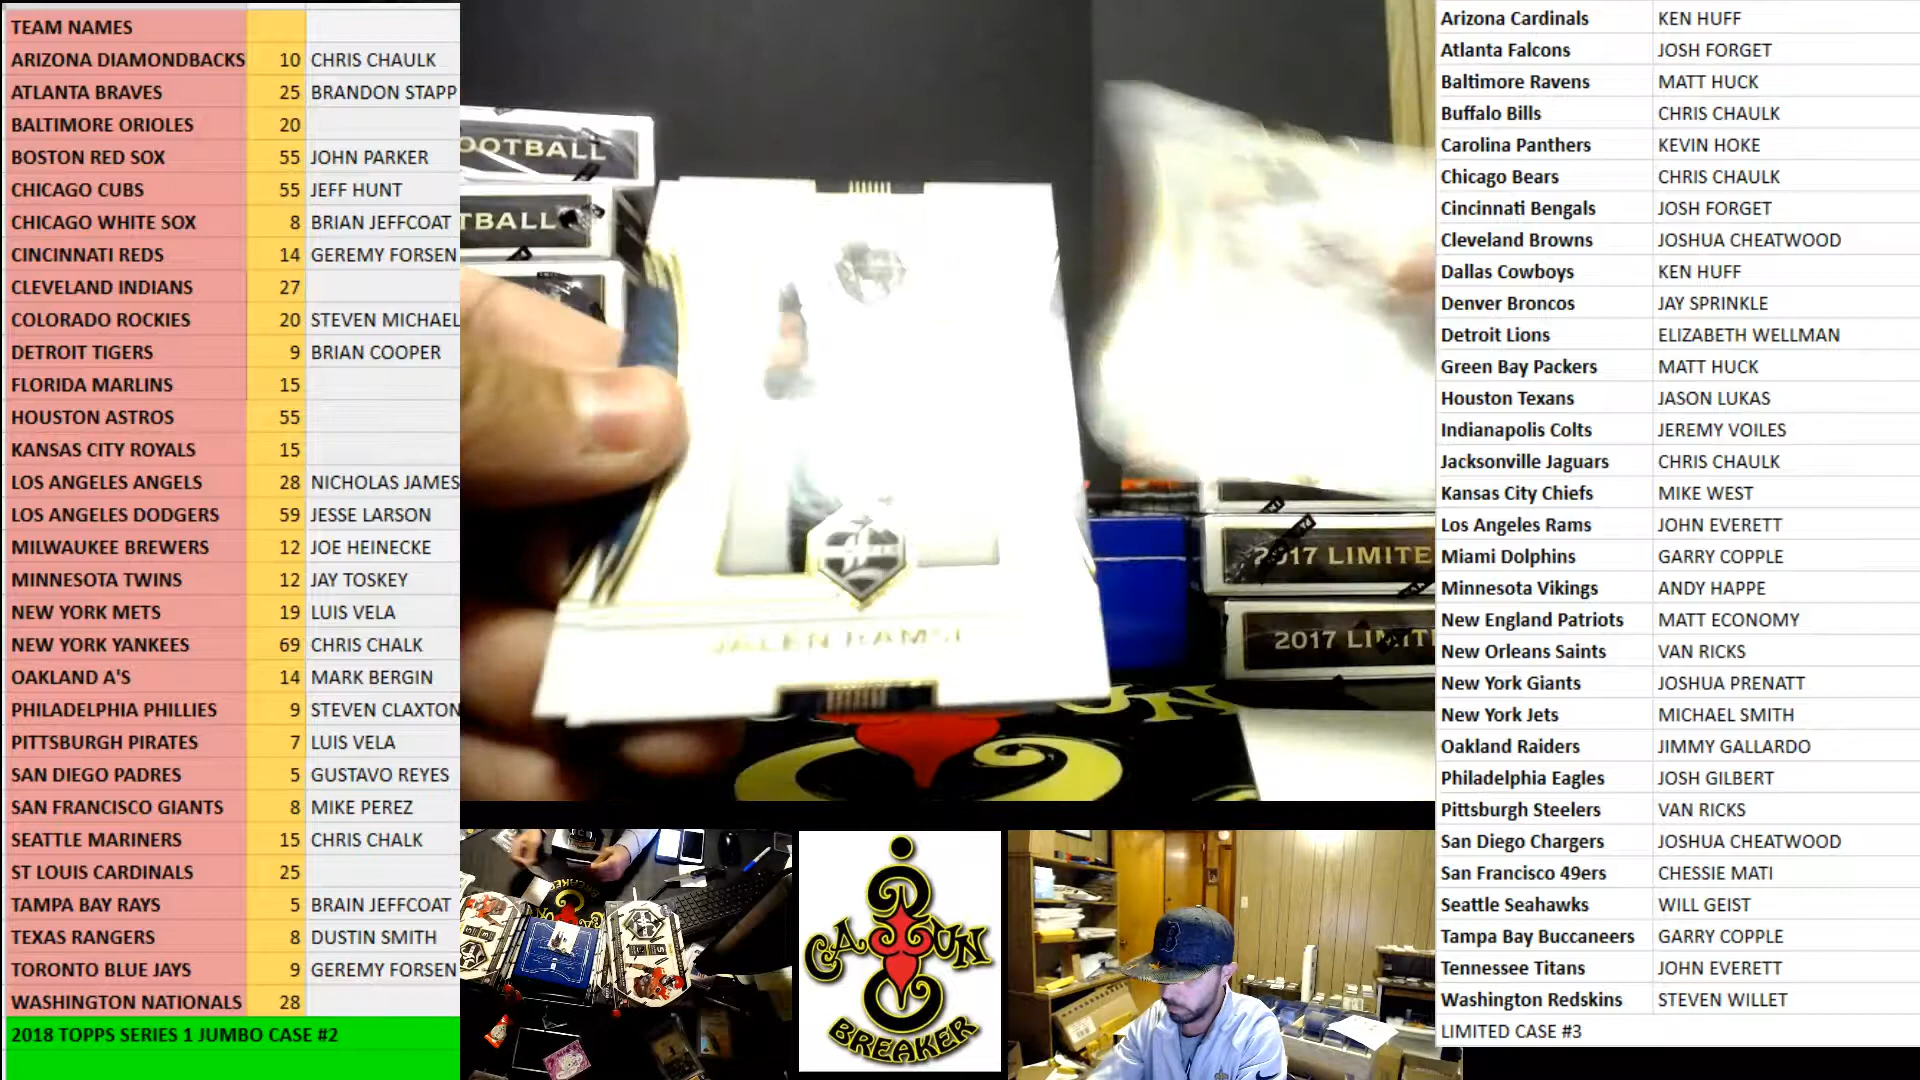 TEAM NAMES
ARIZONA DIAMONDBACKS 10 CHRIS CHAULK
ATLANTA BRAVES 25 BRANDON STAPP
BALTIMORE ORIOLES 20
BOSTON RED SOX 55 JOHN PARKER
CHICAGO CUBS 55 JEFF HUNT
CHICAGO WHITE SOX 8 BRIAN JEFFCOAT
CINCINNATI REDS 14 GEREMY FORSEN
CLEVELAND INDIANS 27
COLORADO ROCKIES 20 STEVEN MICHAEL
DETROIT TIGERS 9 BRIAN COOPER
FLORIDA MARLINS 15
HOUSTON ASTROS 55
KANSAS CITY ROYALS 15
LOS ANGELES ANGELS 28 NICHOLAS JAMES
LOS ANGELES DODGERS 59 JESSE LARSON
MILWAUKEE BREWERS 12 JOE HEINECKE
MINNESOTA TWINS 12 JAY TOSKEY
NEW YORK METS 19 LUIS VELA
NEW YORK YANKEES 69 CHRIS CHALK
OAKLAND A'S 14 MARK BERGIN
PHILADELPHIA PHILLIES 9 STEVEN CLAXTON
PITTSBURGH PIRATES 7 LUIS VELA
SAN DIEGO PADRES 5 GUSTAVO REYES
SAN FRANCISCO GIANTS 8 MIKE PEREZ
SEATTLE MARINERS 15 CHRIS CHALK
ST LOUIS CARDINALS 25
TAMPA BAY RAYS 5 BRAIN JEFFCOAT
TEXAS RANGERS 8 DUSTIN SMITH
TORONTO BLUE JAYS 9 GEREMY FORSEN
WASHINGTON NATIONALS 28
2018 TOPPS SERIES 1 JUMBO CASE #2
OOTBALL
TBALL
JALEN RAMSE
2017 LIMITE
2017 LIMIT
CAJUN
BREAKER
Arizona Cardinals KEN HUFF
Atlanta Falcons JOSH FORGET
Baltimore Ravens MATT HUCK
Buffalo Bills CHRIS CHAULK
Carolina Panthers KEVIN HOKE
Chicago Bears CHRIS CHAULK
Cincinnati Bengals JOSH FORGET
Cleveland Browns JOSHUA CHEATWOOD
Dallas Cowboys KEN HUFF
Denver Broncos JAY SPRINKLE
Detroit Lions ELIZABETH WELLMAN
Green Bay Packers MATT HUCK
Houston Texans JASON LUKAS
Indianapolis Colts JEREMY VOILES
Jacksonville Jaguars CHRIS CHAULK
Kansas City Chiefs MIKE WEST
Los Angeles Rams JOHN EVERETT
Miami Dolphins GARRY COPPLE
Minnesota Vikings ANDY HAPPE
New England Patriots MATT ECONOMY
New Orleans Saints VAN RICKS
New York Giants JOSHUA PRENATT
New York Jets MICHAEL SMITH
Oakland Raiders JIMMY GALLARDO
Philadelphia Eagles JOSH GILBERT
Pittsburgh Steelers VAN RICKS
San Diego Chargers JOSHUA CHEATWOOD
San Francisco 49ers CHESSIE MATI
Seattle Seahawks WILL GEIST
Tampa Bay Buccaneers GARRY COPPLE
Tennessee Titans JOHN EVERETT
Washington Redskins STEVEN WILLET
LIMITED CASE #3